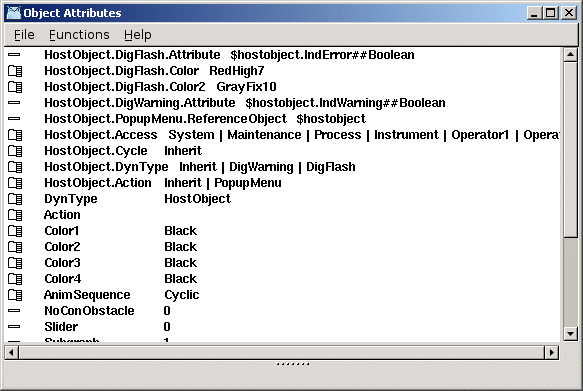 Object Attributes
File Functions Help
HostObject.DigFlash.Attribute $hostobject.IndError##Boolean
HostObject.DigFlash.Color RedHigh7
HostObject.DigFlash.Color2 GrayFix10
HostObject.DigWarning.Attribute $hostobject.IndWarning##Boolean
HostObject.PopupMenu.ReferenceObject $hostobject
HostObject.Access System | Maintenance | Process | Instrument | Operator1 | Opera
HostObject.Cycle Inherit
HostObject.DynType Inherit | DigWarning | DigFlash
HostObject.Action Inherit | PopupMenu
DynType HostObject
Action
Color1 Black
Color2 Black
Color3 Black
Color4 Black
AnimSequence Cyclic
NoConObstacle 0
Slider 0
Subgraph 1